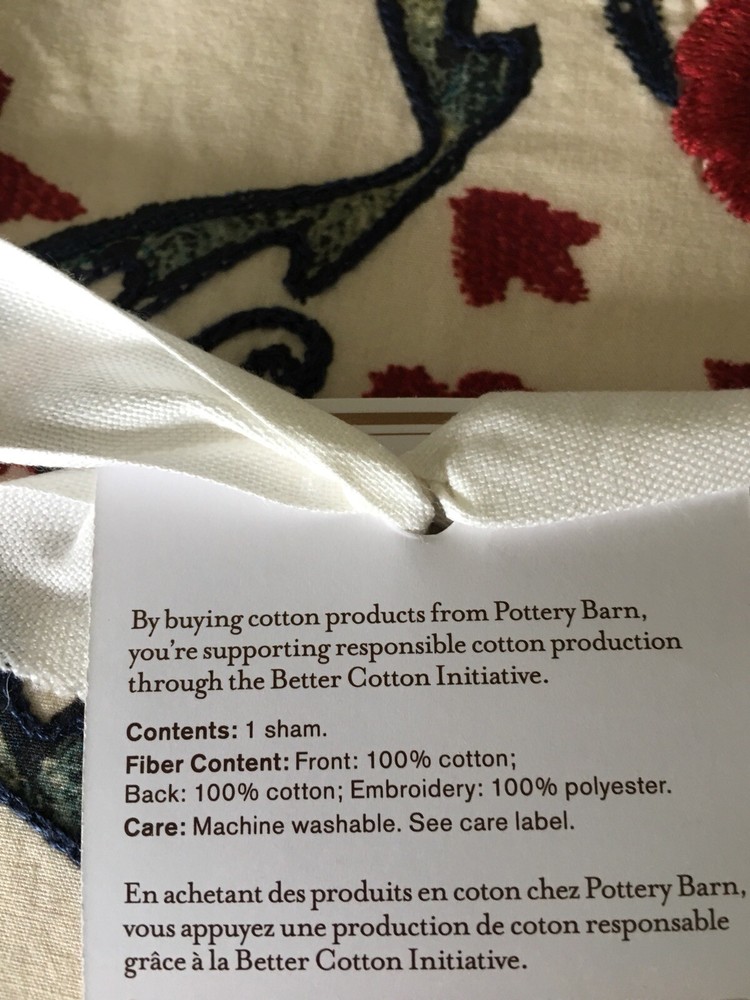 By buying cotton products from Pottery Barn,
you're supporting responsible cotton production
through the Better Cotton Initiative.
Contents: 1 sham.
Fiber Content: Front: 100% cotton;
Back: 100% cotton; Embroidery: 100% polyester.
Care: Machine washable. See care label.
En achetant des produits en coton chez Pottery Barn,
vous appuyez une production de coton responsable
grâce à la Better Cotton Initiative.